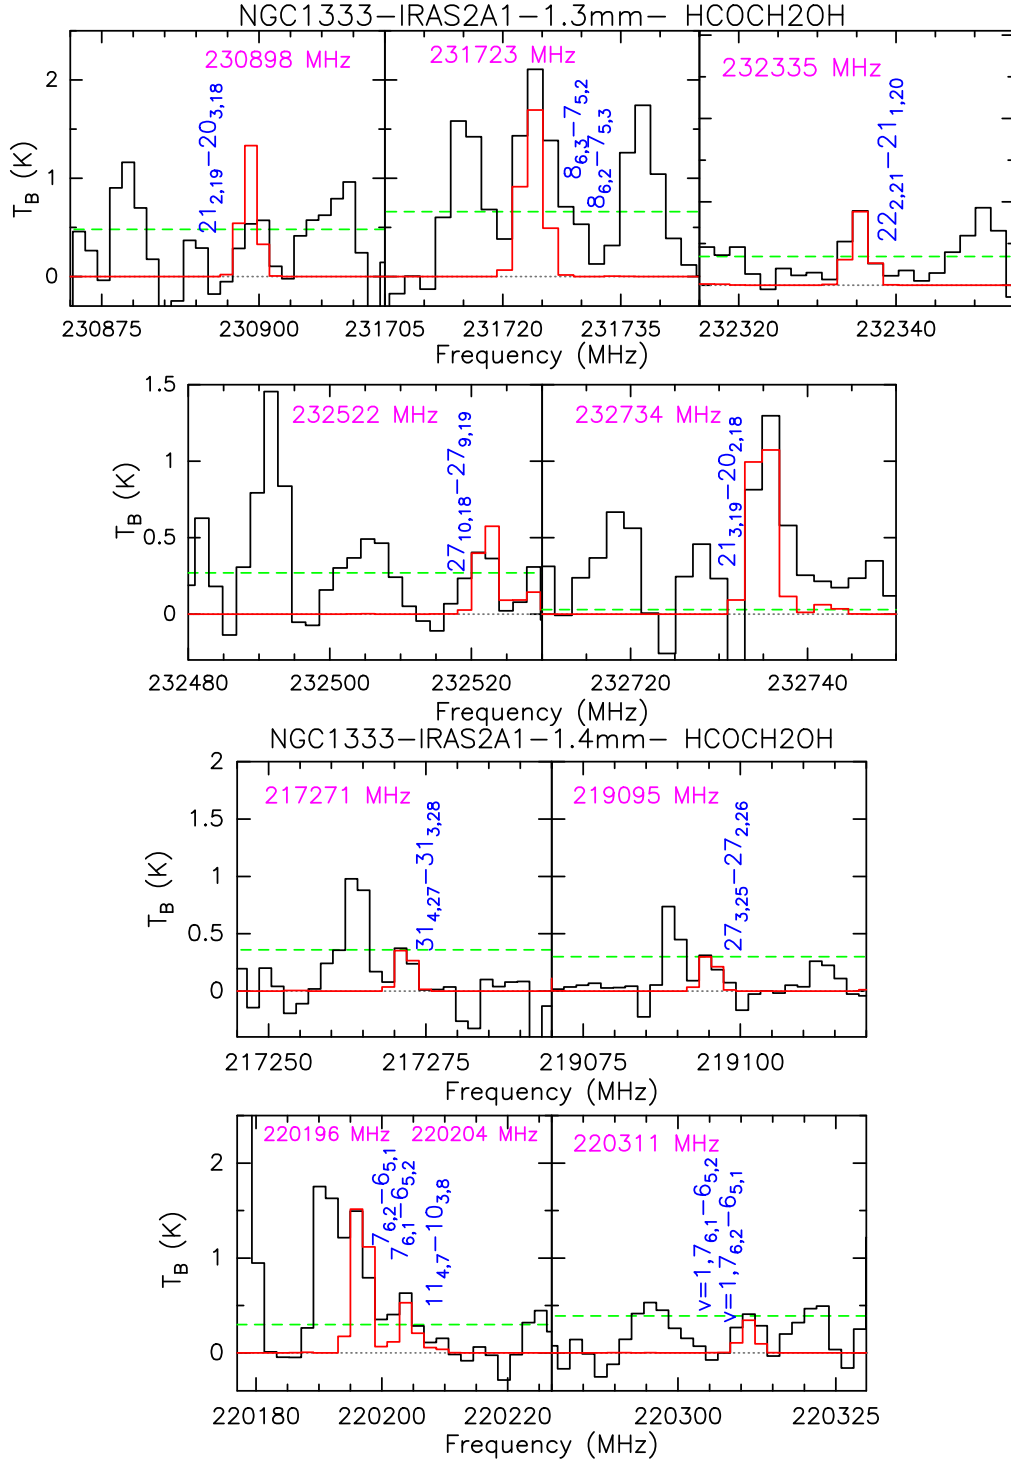 NGC1333−IRAS2A1−1.3mm− HCOCH2OH
230898 MHz
231723 MHz
232335 MHz
21_{2,19}−20_{3,18}
8_{6,3}−7_{5,2}
8_{6,2}−7_{5,3}
22_{2,21}−21_{1,20}
T_B (K)
2
1
0
230875 230900 231705 231720 231735 232320 232340
Frequency (MHz)
232522 MHz
232734 MHz
27_{10,18}−27_{9,19}
21_{3,19}−20_{2,18}
T_B (K)
1.5
1
0.5
0
232480 232500 232520 232720 232740
Frequency (MHz)
NGC1333−IRAS2A1−1.4mm− HCOCH2OH
217271 MHz
219095 MHz
31_{4,27}−31_{3,28}
27_{3,25}−27_{2,26}
T_B (K)
2
1.5
1
0.5
0
217250 217275 219075 219100
Frequency (MHz)
220196 MHz 220204 MHz
220311 MHz
7_{6,2}−6_{5,1}
7_{6,1}−6_{5,2}
11_{4,7}−10_{3,8}
v=1,7_{6,1}−6_{5,2}
v=1,7_{6,2}−6_{5,1}
T_B (K)
2
1
0
220180 220200 220220 220300 220325
Frequency (MHz)